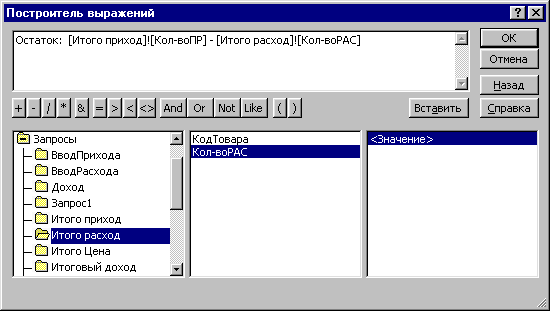 Построитель выражений
Остаток: [Итого приход]![Кол-воПР] - [Итого расход]![Кол-воРАС]
ОК
Отмена
Назад
+ - / * & = > < <> And Or Not Like ( ) Вставить Справка
Запросы
ВводПрихода
ВводРасхода
Доход
Запрос1
Итого приход
Итого расход
Итого Цена
Итоговый доход
КодТовара
Кол-воРАС
<Значение>